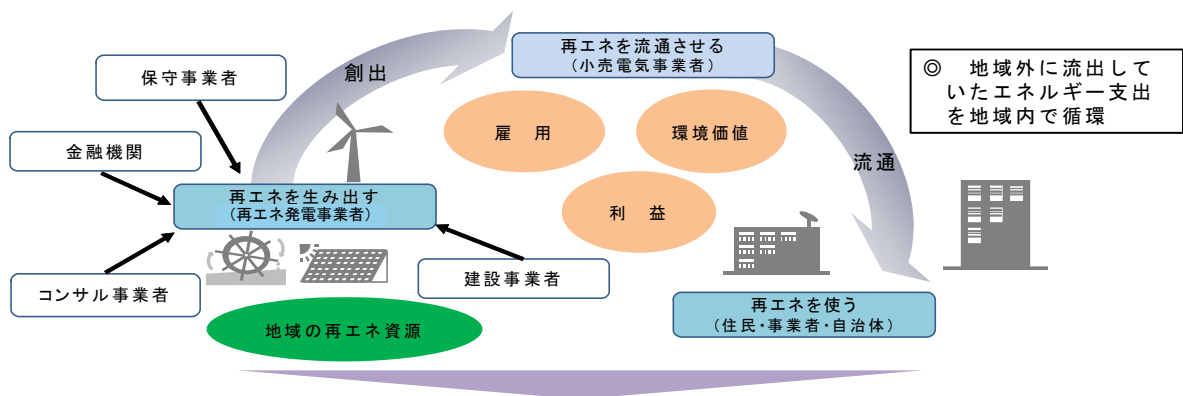 再エネを流通させる
(小売電気事業者)
創出
保守事業者
◎ 地域外に流出して
いたエネルギー支出
を地域内で循環
雇 用
環境価値
金融機関
流通
再エネを生み出す
(再エネ発電事業者)
利 益
コンサル事業者
建設事業者
再エネを使う
(住民・事業者・自治体)
地域の再エネ資源